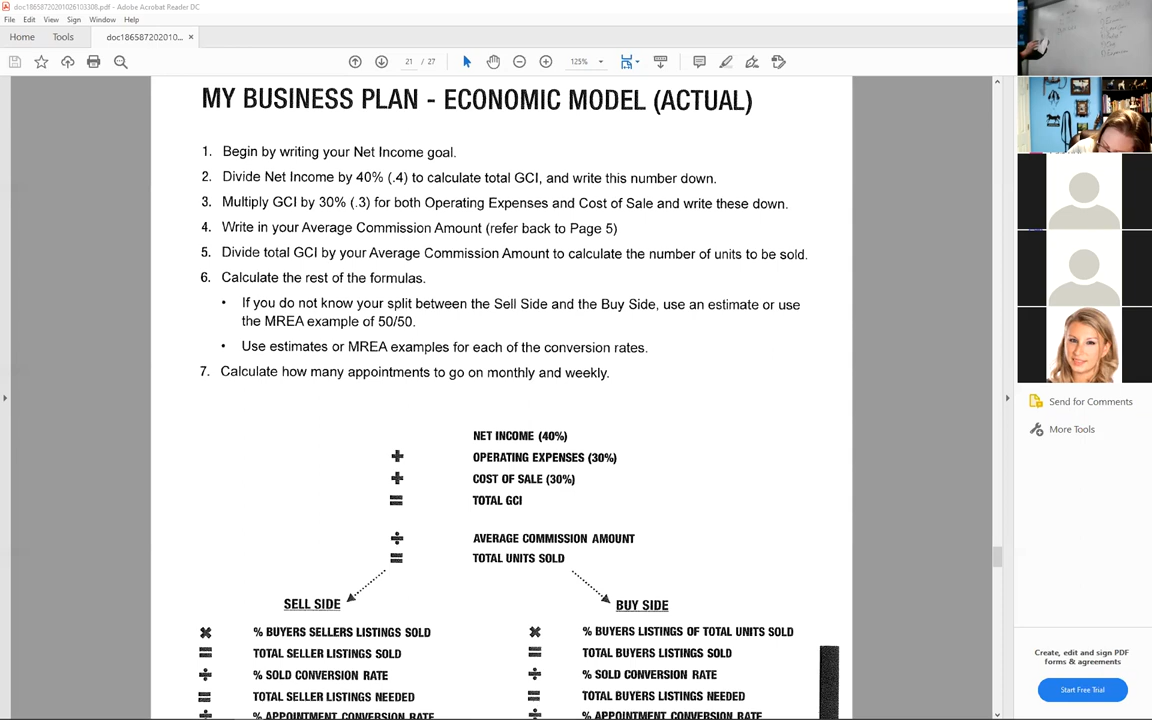 doc18658720201026103308.pdf - Adobe Acrobat Reader DC
File Edit View Sign Window Help
Home Tools doc186587202010... ×
21 / 27 125%
MY BUSINESS PLAN - ECONOMIC MODEL (ACTUAL)
1. Begin by writing your Net Income goal.
2. Divide Net Income by 40% (.4) to calculate total GCI, and write this number down.
3. Multiply GCI by 30% (.3) for both Operating Expenses and Cost of Sale and write these down.
4. Write in your Average Commission Amount (refer back to Page 5)
5. Divide total GCI by your Average Commission Amount to calculate the number of units to be sold.
6. Calculate the rest of the formulas.
• If you do not know your split between the Sell Side and the Buy Side, use an estimate or use
the MREA example of 50/50.
• Use estimates or MREA examples for each of the conversion rates.
7. Calculate how many appointments to go on monthly and weekly.
NET INCOME (40%)
+ OPERATING EXPENSES (30%)
+ COST OF SALE (30%)
= TOTAL GCI
÷ AVERAGE COMMISSION AMOUNT
= TOTAL UNITS SOLD
SELL SIDE
× % BUYERS SELLERS LISTINGS SOLD
= TOTAL SELLER LISTINGS SOLD
÷ % SOLD CONVERSION RATE
= TOTAL SELLER LISTINGS NEEDED
÷ % APPOINTMENT CONVERSION RATE
BUY SIDE
× % BUYERS LISTINGS OF TOTAL UNITS SOLD
= TOTAL BUYERS LISTINGS SOLD
÷ % SOLD CONVERSION RATE
= TOTAL BUYERS LISTINGS NEEDED
÷ % APPOINTMENT CONVERSION RATE
Send for Comments
More Tools
Create, edit and sign PDF
forms & agreements
Start Free Trial